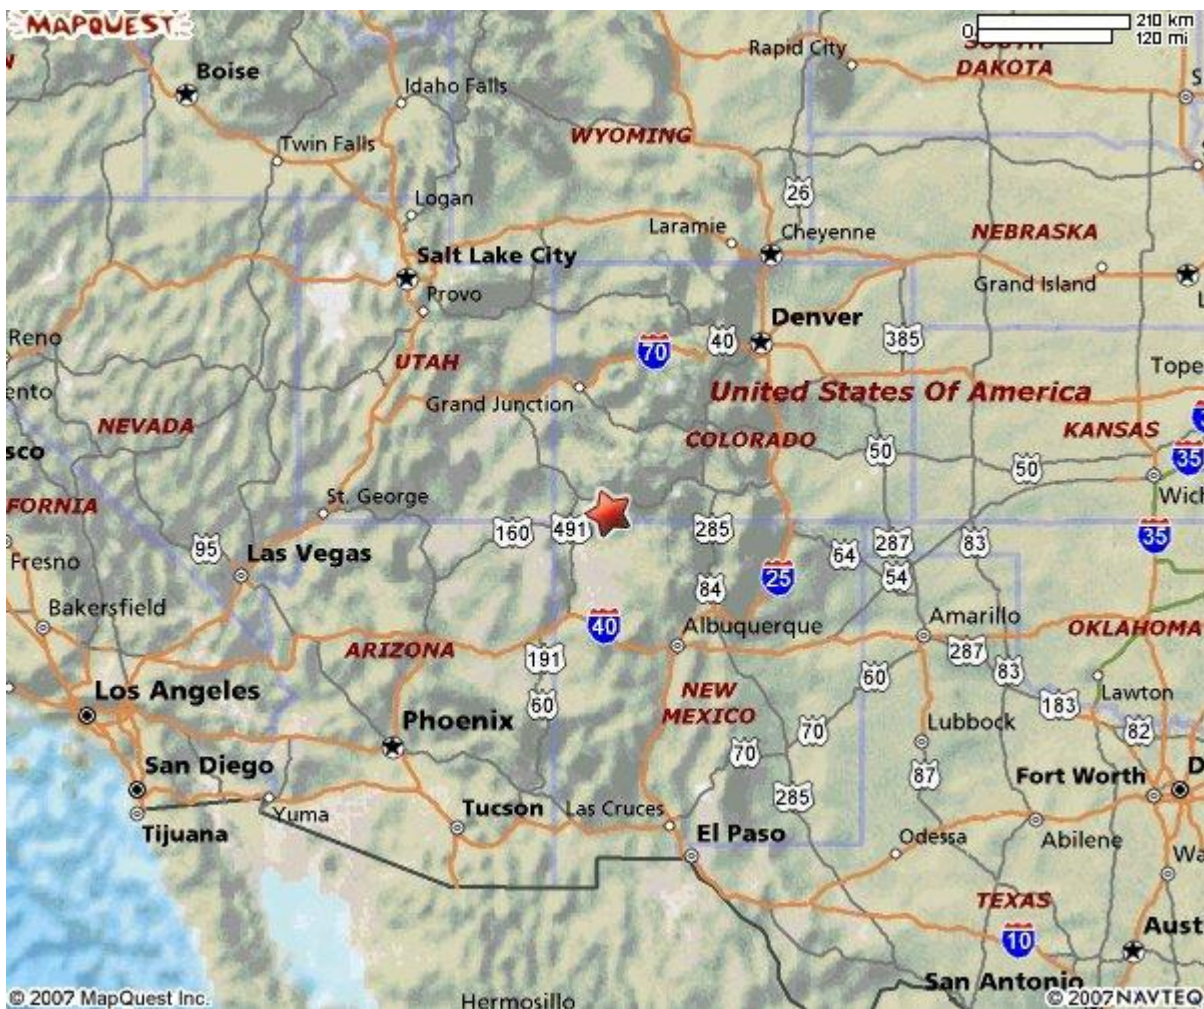 MAPQUEST
0
210 km
120 mi
SOUTH
DAKOTA
Rapid City
Boise
Idaho Falls
WYOMING
Twin Falls
26
Logan
Laramie
Cheyenne
NEBRASKA
Salt Lake City
Grand Island
Provo
Denver
Reno
UTAH
70
40
385
Tope
ento
Grand Junction
United States Of America
NEVADA
COLORADO
KANSAS
sco
50
50
35
Wich
FORNIA
St. George
160
491
285
287
83
35
95
Las Vegas
64
54
Fresno
25
84
Bakersfield
40
Albuquerque
Amarillo
OKLAHOMA
ARIZONA
191
287
83
60
60
Lawton
Los Angeles
NEW
MEXICO
183
Phoenix
70
70
Lubbock
82
San Diego
87
Fort Worth
D
285
Yuma
Tucson
Las Cruces
Tijuana
El Paso
Odessa
Abilene
Wa
TEXAS
10
Aust
San Antonio
Hermosillo
© 2007 MapQuest Inc.
© 2007 NAVTEQ